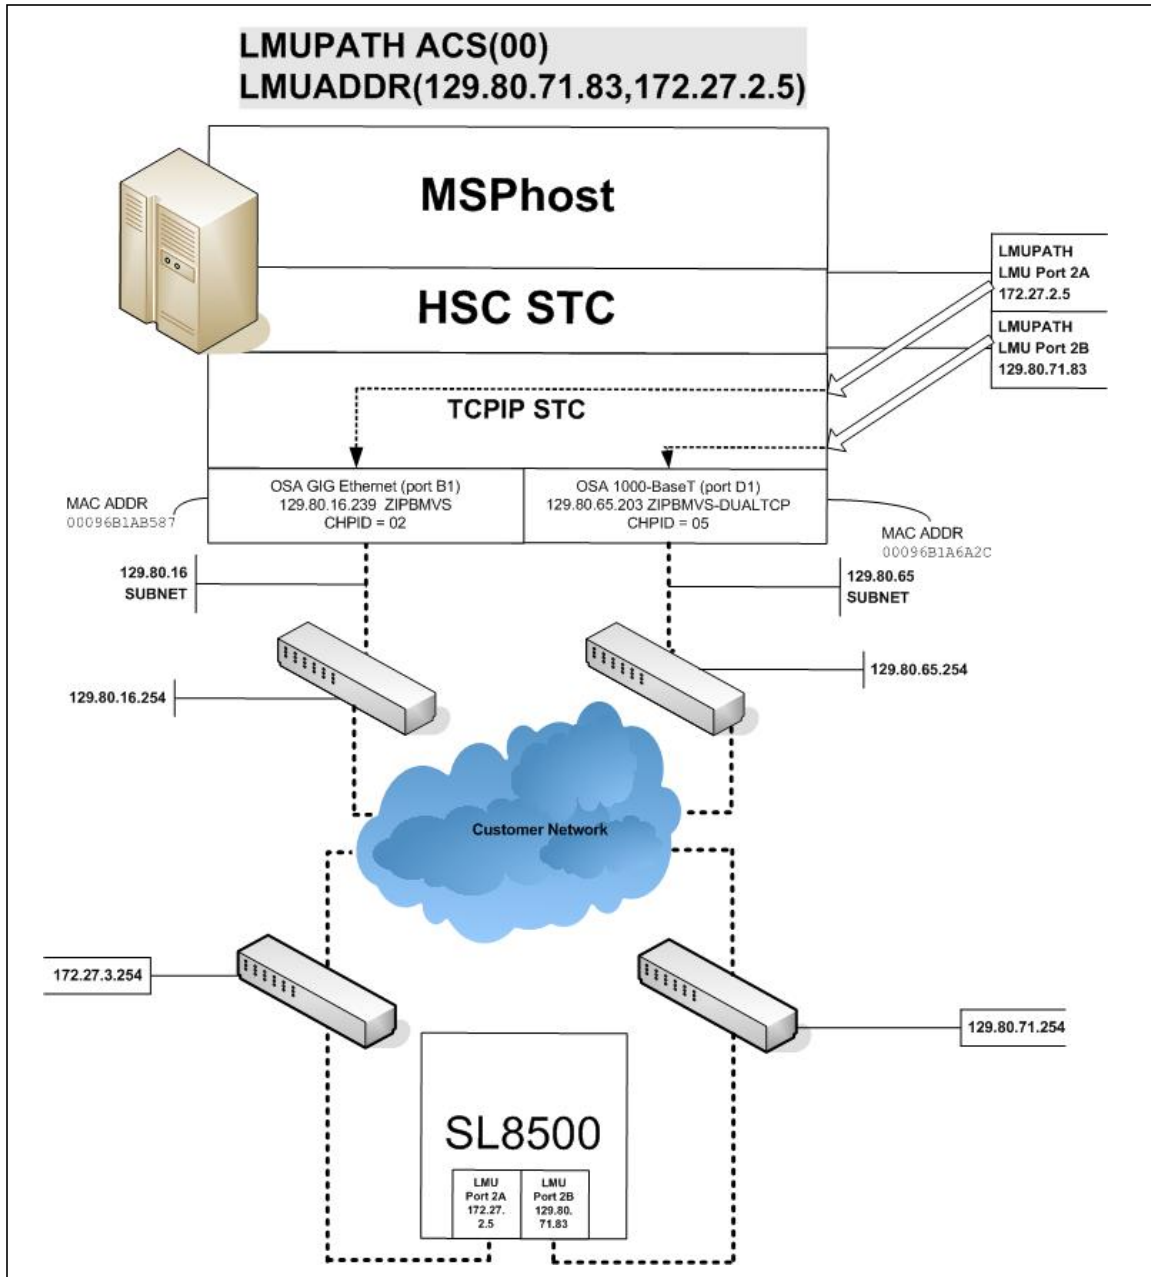 LMUPATH ACS(00)
LMUADDR(129.80.71.83,172.27.2.5)
MSPhost
HSC STC
LMUPATH
LMU Port 2A
172.27.2.5
LMUPATH
LMU Port 2B
129.80.71.83
TCPIP STC
OSA GIG Ethernet (port B1)
129.80.16.239 ZIPBMVS
CHPID = 02
OSA 1000-BaseT (port D1)
129.80.65.203 ZIPBMVS-DUALTCP
CHPID = 05
MAC ADDR
00096B1AB587
MAC ADDR
00096B1A6A2C
129.80.16
SUBNET
129.80.65
SUBNET
129.80.16.254
129.80.65.254
Customer Network
172.27.3.254
129.80.71.254
SL8500
LMU
Port 2A
172.27.
2.5
LMU
Port 2B
129.80.
71.83